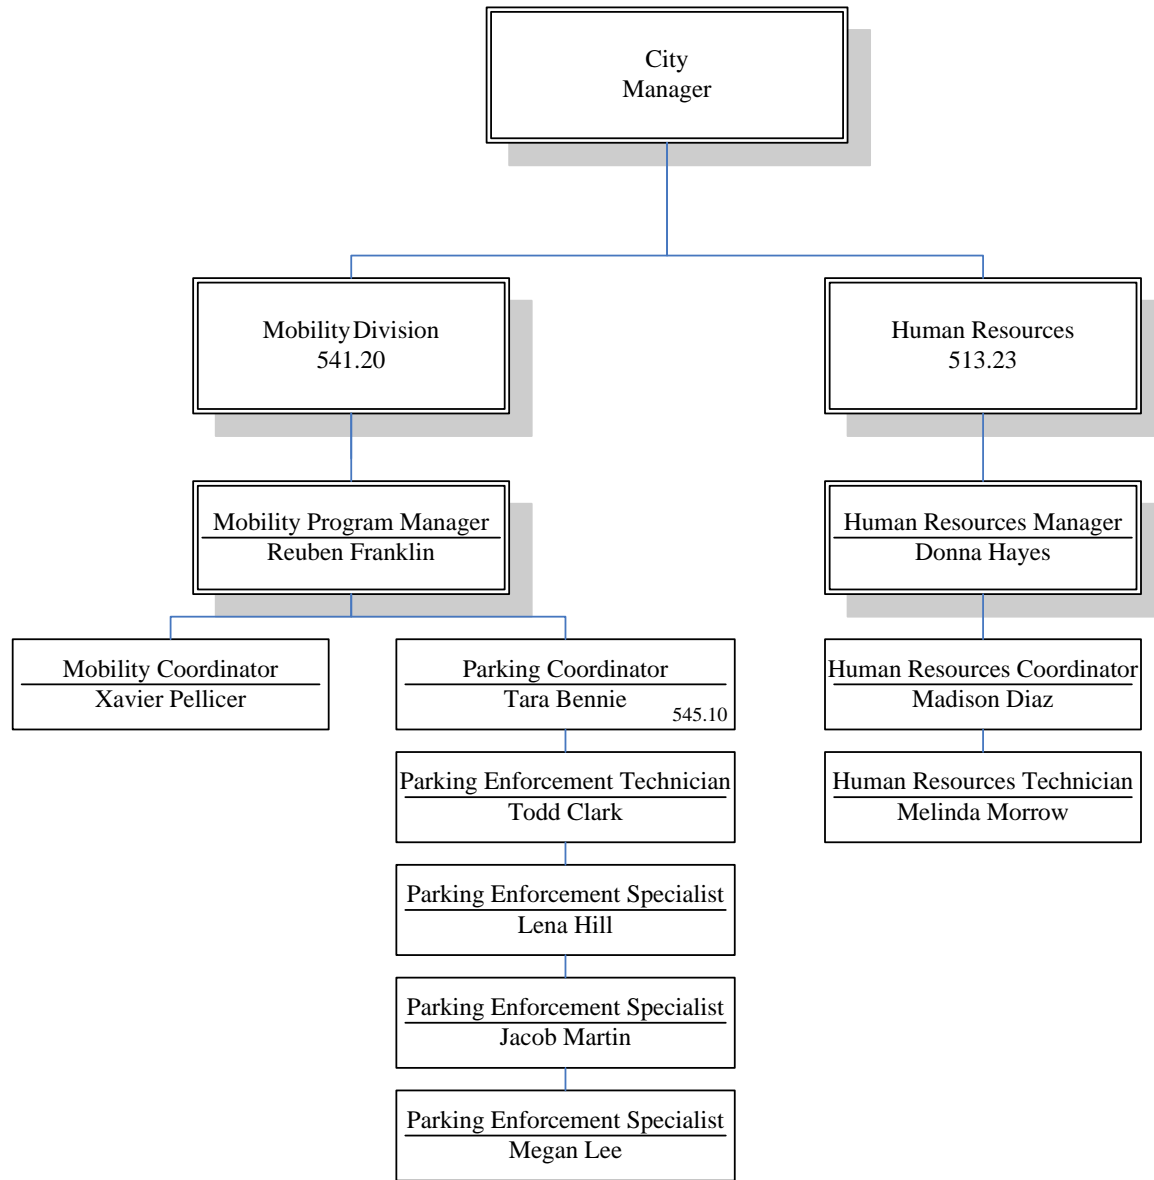 City
Manager
Mobility Division
541.20
Human Resources
513.23
Mobility Program Manager
Reuben Franklin
Human Resources Manager
Donna Hayes
Mobility Coordinator
Xavier Pellicer
Parking Coordinator
Tara Bennie
545.10
Human Resources Coordinator
Madison Diaz
Parking Enforcement Technician
Todd Clark
Human Resources Technician
Melinda Morrow
Parking Enforcement Specialist
Lena Hill
Parking Enforcement Specialist
Jacob Martin
Parking Enforcement Specialist
Megan Lee